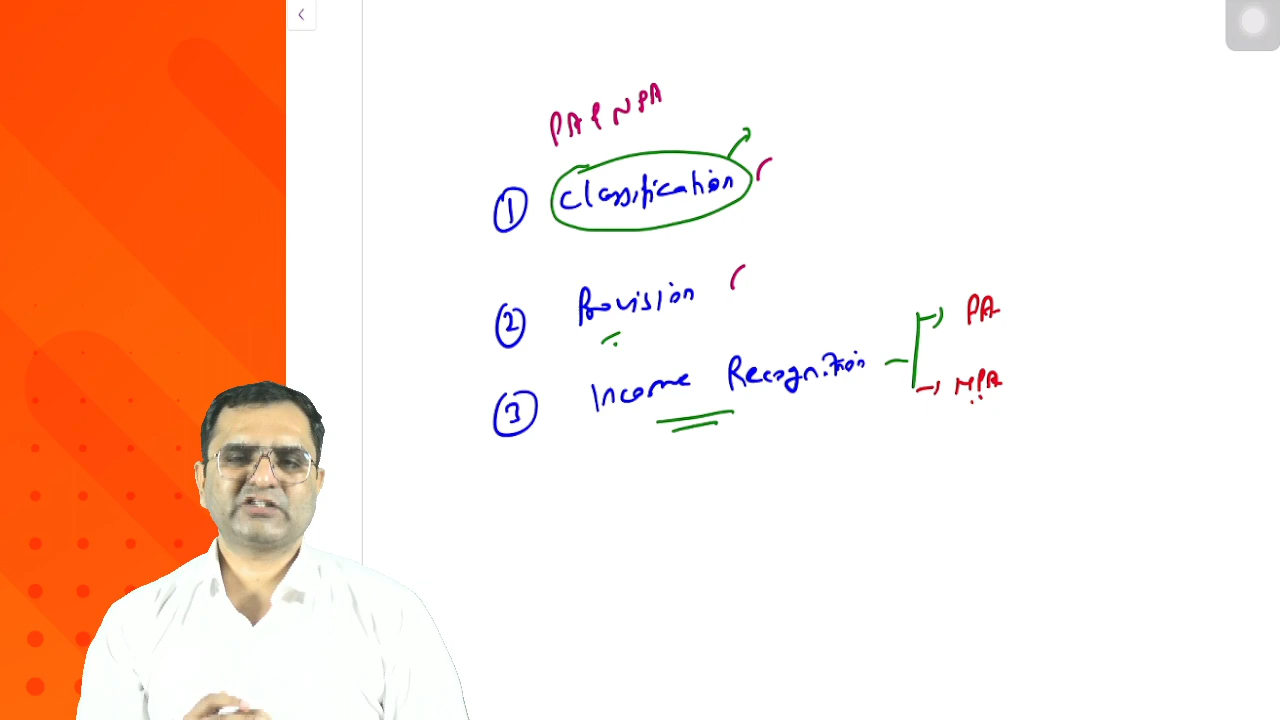 PA & NPA
① Classification
② Provision
③ Income Recognition
PA
NPA